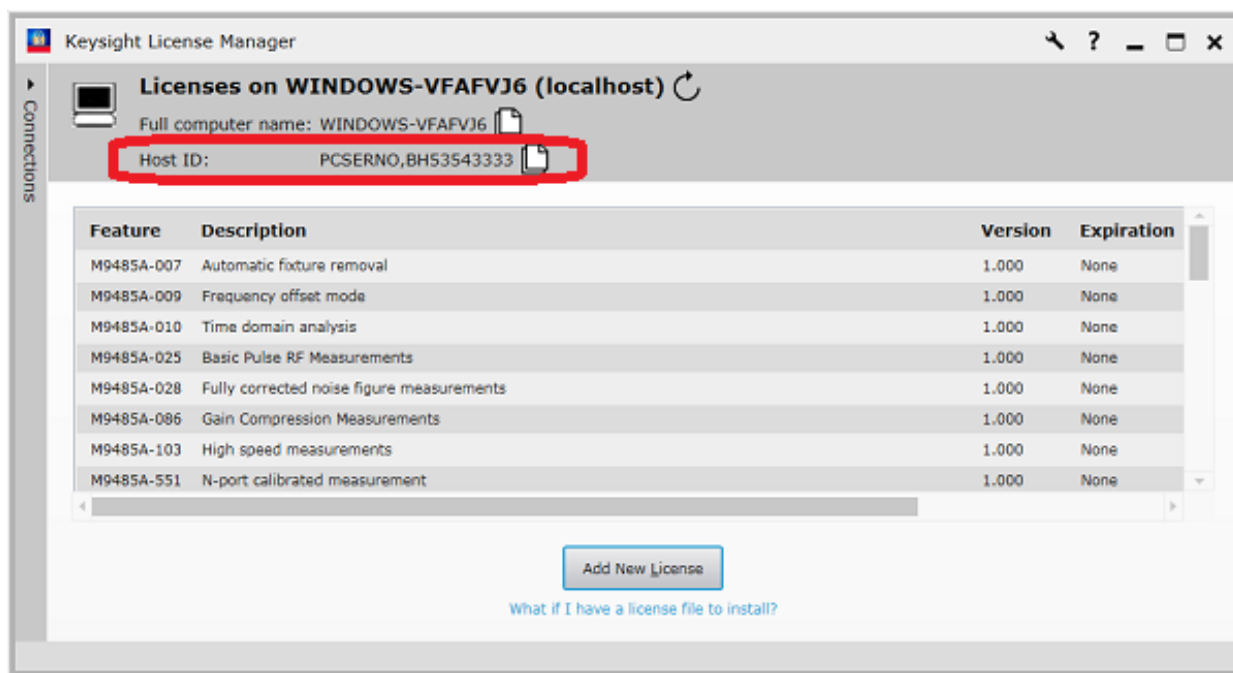 Keysight License Manager
?
Connections
Licenses on WINDOWS-VFAFVJ6 (localhost)
Full computer name: WINDOWS-VFAFVJ6
Host ID: PCSERNO,BH53543333
Feature Description Version Expiration
M9485A-007 Automatic fixture removal 1.000 None
M9485A-009 Frequency offset mode 1.000 None
M9485A-010 Time domain analysis 1.000 None
M9485A-025 Basic Pulse RF Measurements 1.000 None
M9485A-028 Fully corrected noise figure measurements 1.000 None
M9485A-086 Gain Compression Measurements 1.000 None
M9485A-103 High speed measurements 1.000 None
M9485A-551 N-port calibrated measurement 1.000 None
Add New License
What if I have a license file to install?